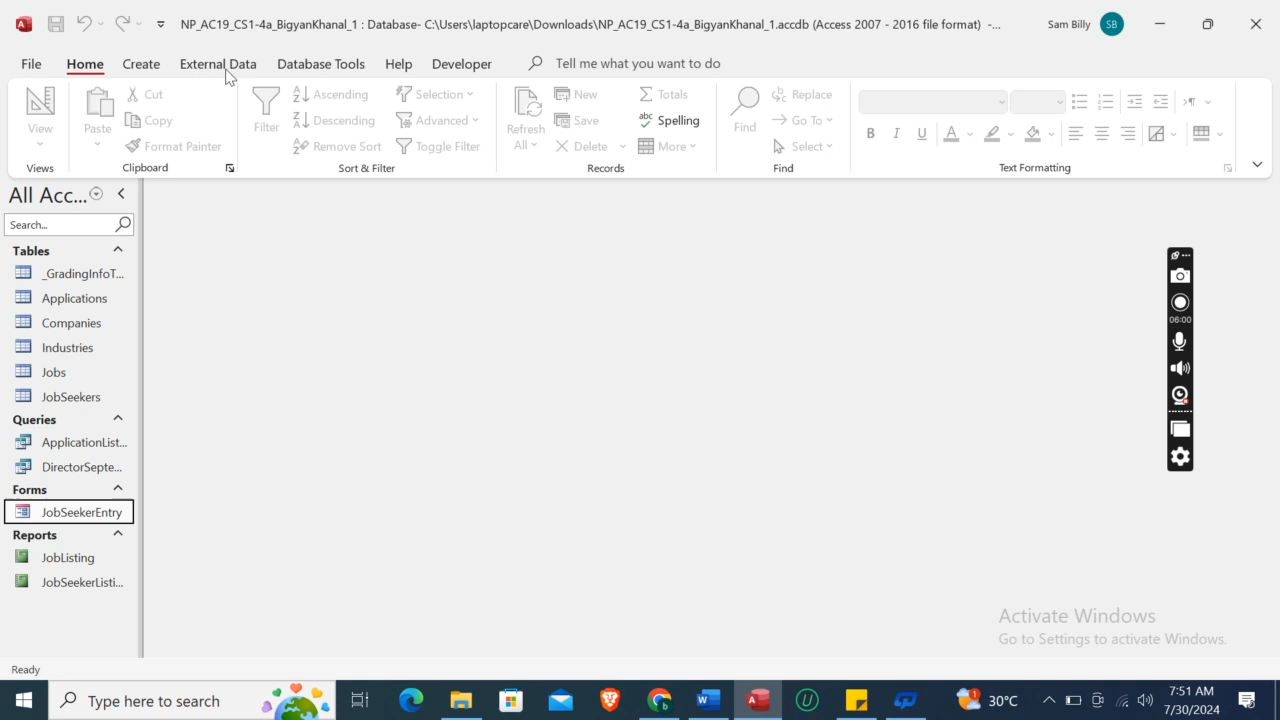 NP_AC19_CS1-4a_BigyanKhanal_1 : Database- C:\Users\laptopcare\Downloads\NP_AC19_CS1-4a_BigyanKhanal_1.accdb (Access 2007 - 2016 file format) -...
Sam Billy SB
File Home Create External Data Database Tools Help Developer Tell me what you want to do
View
Views
Paste
Cut
Copy
Format Painter
Clipboard
Filter
Ascending
Descending
Remove S
Selection
Advanced
Toggle Filter
Sort & Filter
Refresh
All
New
Save
Delete
Totals
Spelling
More
Records
Find
Replace
Go To
Select
Find
Text Formatting
All Acc...
Search...
Tables
_GradingInfoT...
Applications
Companies
Industries
Jobs
JobSeekers
Queries
ApplicationList...
DirectorSepte...
Forms
JobSeekerEntry
Reports
JobListing
JobSeekerListi...
06:00
Activate Windows
Go to Settings to activate Windows.
Ready
Type here to search
30°C
7:51 AM
7/30/2024